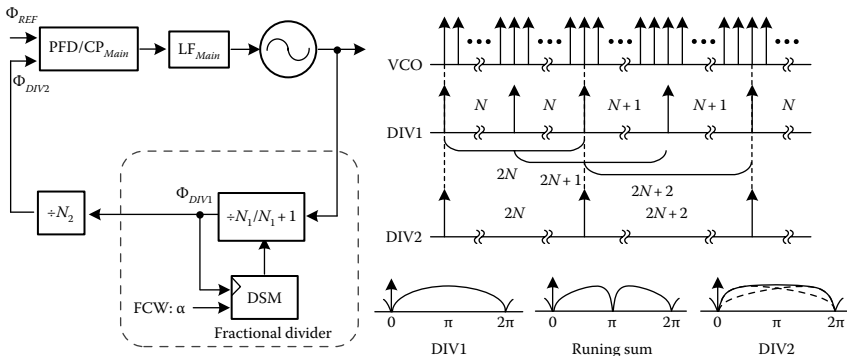 Φ_REF
PFD/CP_Main
LF_Main
Φ_DIV2
Φ_DIV1
÷N_2
÷N_1/N_1 + 1
FCW: α
DSM
Fractional divider
VCO
N
N
N + 1
N + 1
N
DIV1
2N
2N + 1
2N + 2
2N
2N + 2
DIV2
0
π
2π
DIV1
0
π
2π
Runing sum
0
π
2π
DIV2